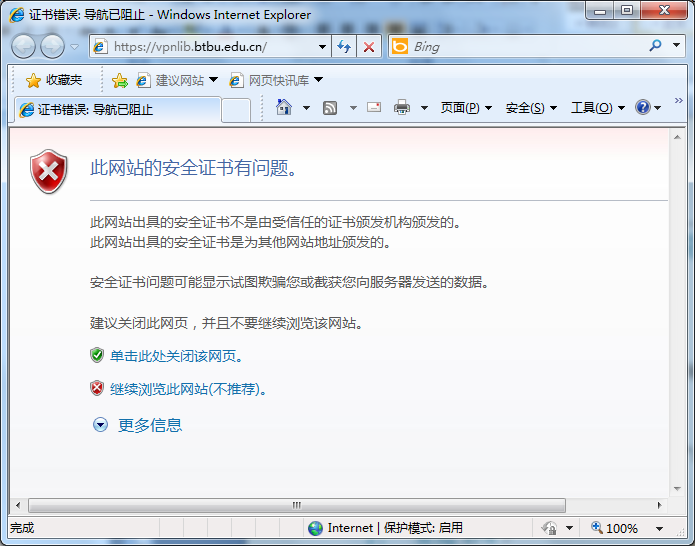 证书错误: 导航已阻止 - Windows Internet Explorer
https://vpnlib.btbu.edu.cn/
Bing
收藏夹
建议网站
网页快讯库
证书错误: 导航已阻止
页面(P)
安全(S)
工具(O)
此网站的安全证书有问题。
此网站出具的安全证书不是由受信任的证书颁发机构颁发的。
此网站出具的安全证书是为其他网站地址颁发的。
安全证书问题可能显示试图欺骗您或截获您向服务器发送的数据。
建议关闭此网页，并且不要继续浏览该网站。
单击此处关闭该网页。
继续浏览此网站(不推荐)。
更多信息
完成
Internet | 保护模式: 启用
100%